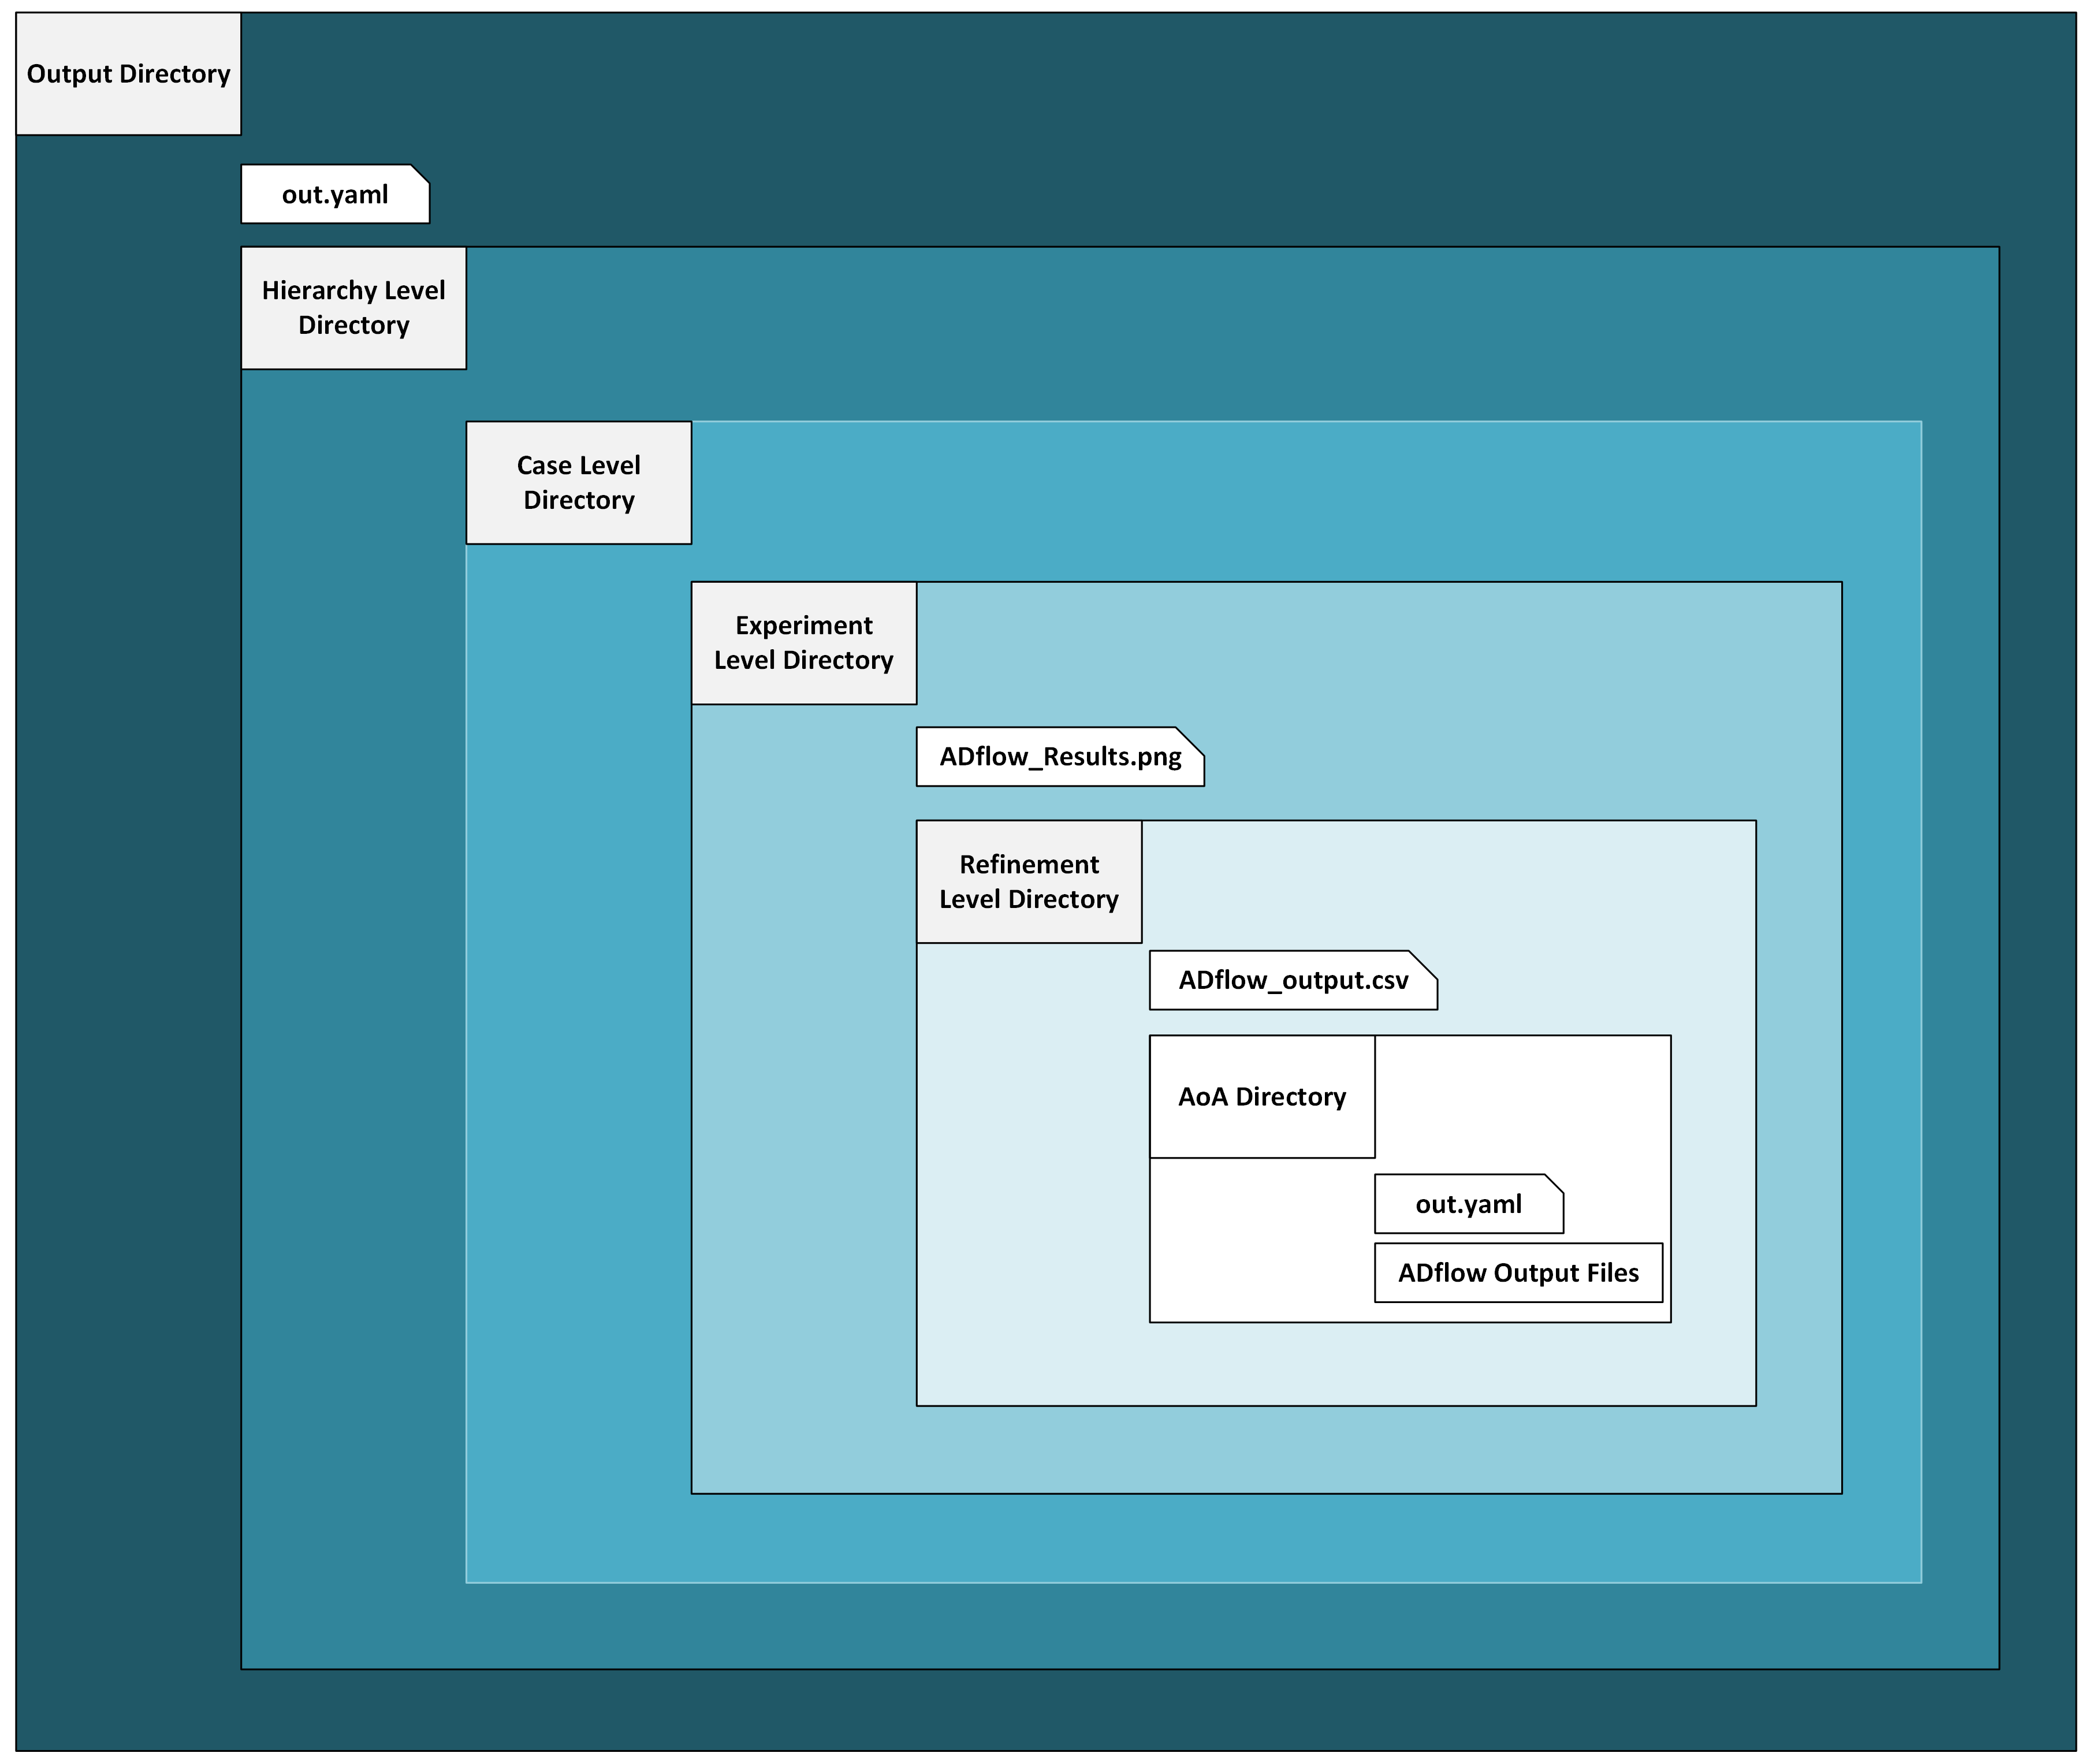 Output Directory
out.yaml
Hierarchy Level
Directory
Case Level
Directory
Experiment
Level Directory
ADflow_Results.png
Refinement
Level Directory
ADflow_output.csv
AoA Directory
out.yaml
ADflow Output Files